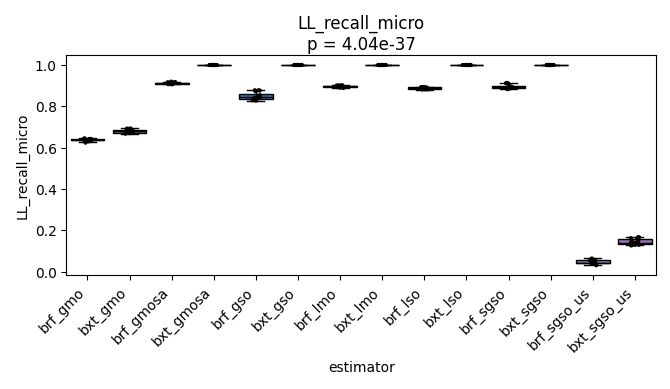 LL_recall_micro
p = 4.04e-37
LL_recall_micro
1.0
0.8
0.6
0.4
0.2
0.0
brf_gmo
bxt_gmo
brf_gmosa
bxt_gmosa
brf_gso
bxt_gso
brf_lmo
bxt_lmo
brf_lso
bxt_lso
brf_sgso
bxt_sgso
brf_sgso_us
bxt_sgso_us
estimator